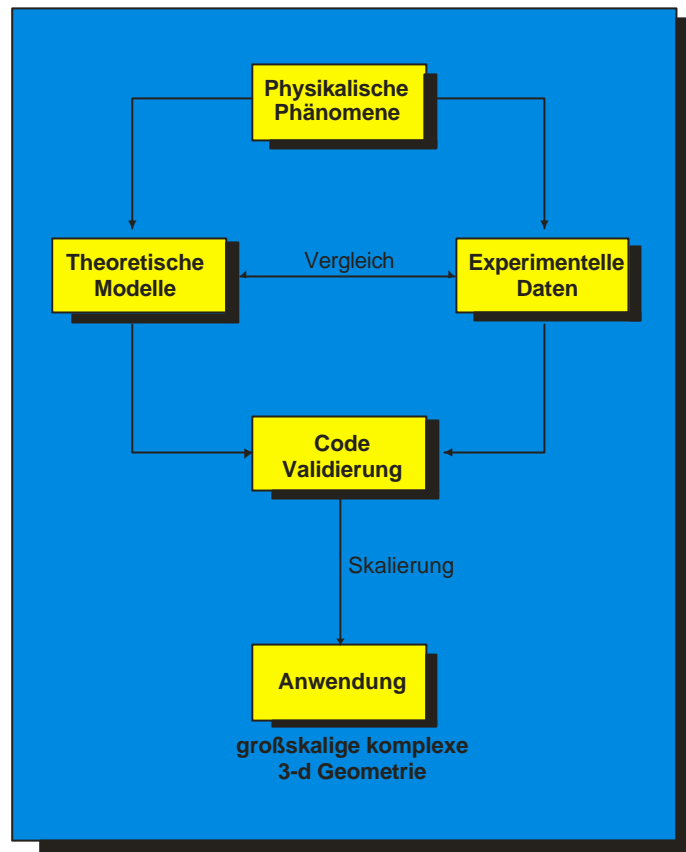 Physikalische
Phänomene
Theoretische
Modelle
Vergleich
Experimentelle
Daten
Code
Validierung
Skalierung
Anwendung
großskalige komplexe
3-d Geometrie